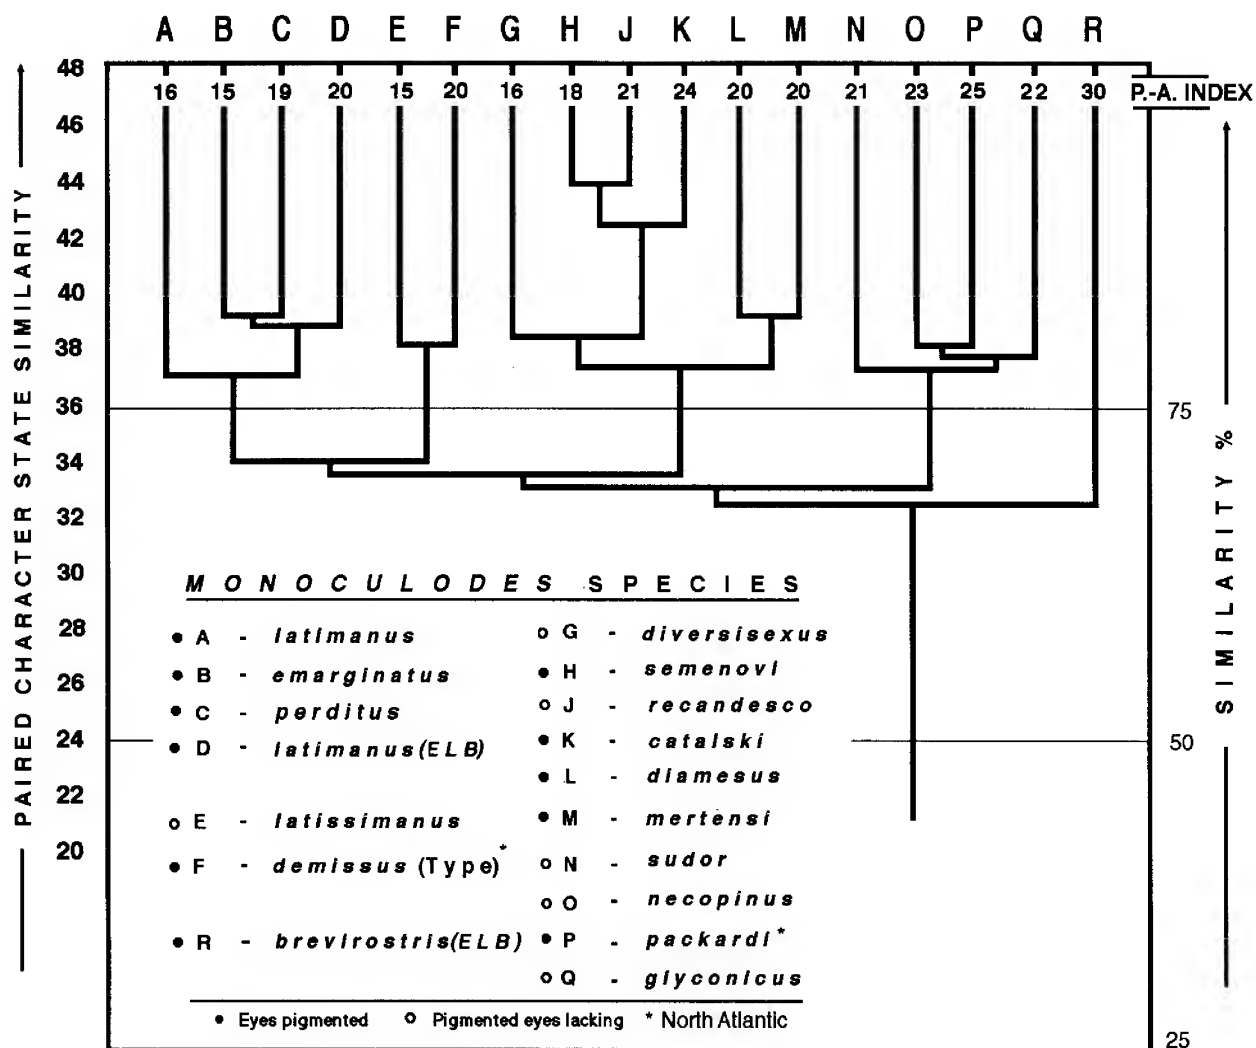 A B C D E F G H J K L M N O P Q R
48
16 15 19 20 15 20 16 18 21 24 20 20 21 23 25 22 30 P.-A. INDEX
46
44
42
40
38
36
34
32
30
28
26
24
22
20
PAIRED CHARACTER STATE SIMILARITY
75
50
25
SIMILARITY %
MONOCULODES SPECIES
● A - latimanus
● B - emarginatus
● C - perditus
● D - latimanus (ELB)
○ E - latissimanus
● F - demissus (Type)*
● R - brevirostris (ELB)
○ G - diversisexus
● H - semenovi
○ J - recandesco
● K - catalski
● L - diamesus
● M - mertensi
○ N - sudor
○ O - necopinus
● P - packardi*
○ Q - glyconicus
● Eyes pigmented ○ Pigmented eyes lacking * North Atlantic